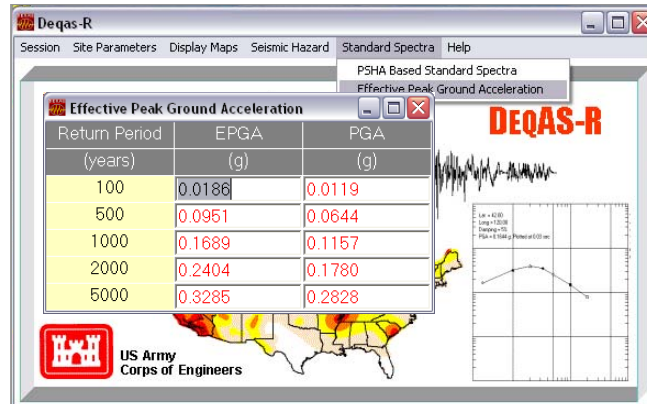 Deqas-R
Session Site Parameters Display Maps Seismic Hazard Standard Spectra Help
PSHA Based Standard Spectra
Effective Peak Ground Acceleration
Effective Peak Ground Acceleration
Return Period EPGA PGA
(years) (g) (g)
100 0.0186 0.0119
500 0.0951 0.0644
1000 0.1689 0.1157
2000 0.2404 0.1780
5000 0.3285 0.2828
DEQAS-R
Damping = 5%
US Army
Corps of Engineers